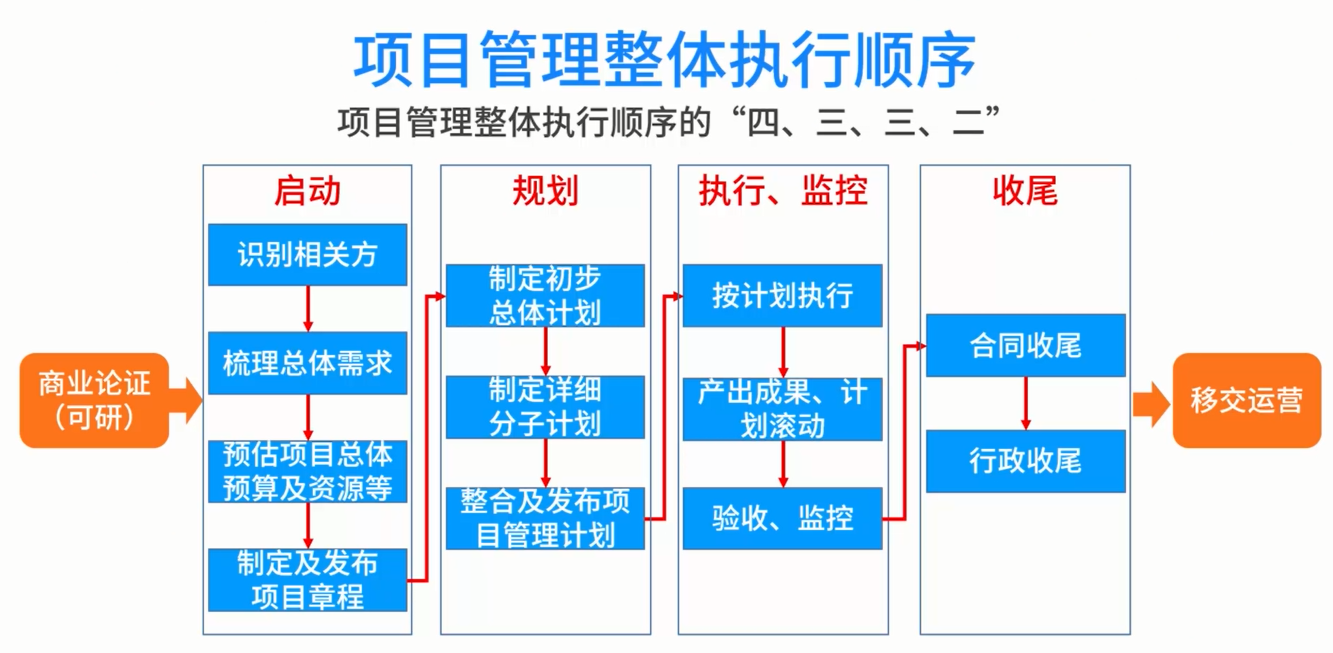 项目管理整体执行顺序
项目管理整体执行顺序的“四、三、三、二”
商业论证
（可研）
启动
识别相关方
梳理总体需求
预估项目总体
预算及资源等
制定及发布
项目章程
规划
制定初步
总体计划
制定详细
分子计划
整合及发布项
目管理计划
执行、监控
按计划执行
产出成果、计
划滚动
验收、监控
收尾
合同收尾
行政收尾
移交运营